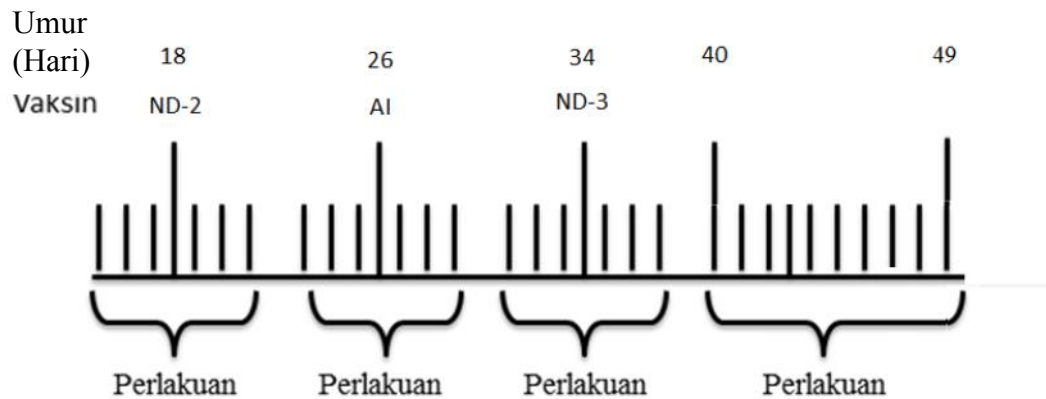 Umur
(Hari) 18 26 34 40 49
Vaksin ND-2 AI ND-3
Perlakuan Perlakuan Perlakuan Perlakuan